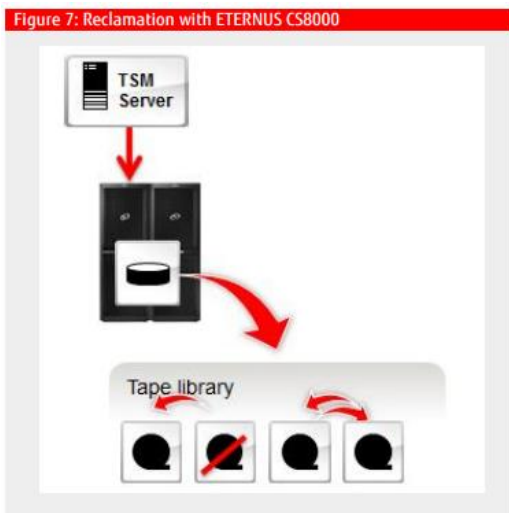 Figure 7: Reclamation with ETERNUS CS8000
TSM
Server
Tape library